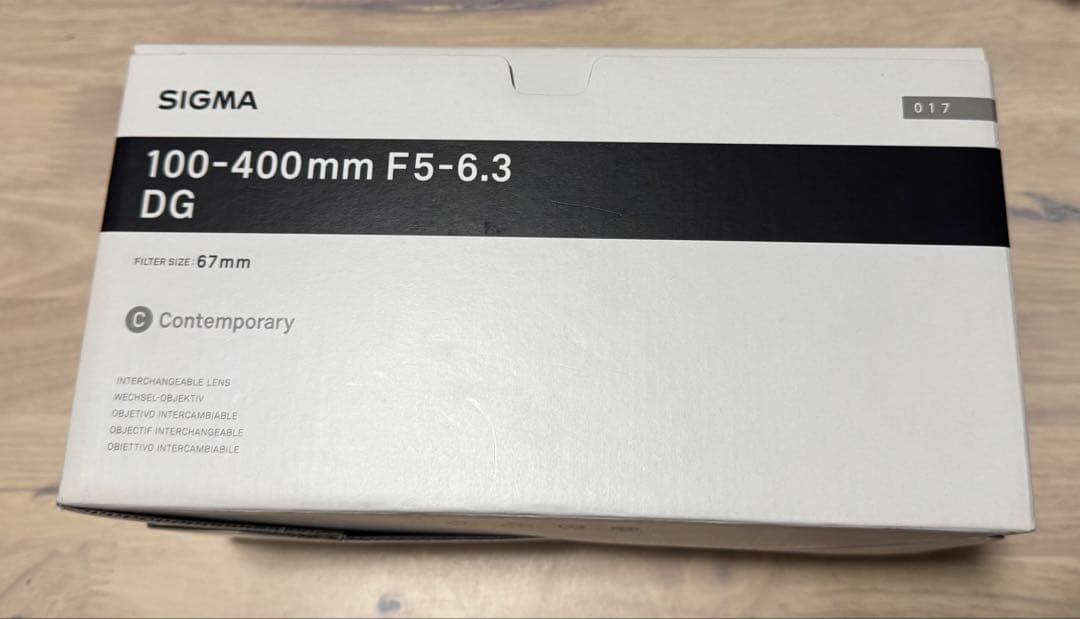 SIGMA
017
100-400mm F5-6.3
DG
FILTER SIZE: 67mm
C Contemporary
INTERCHANGEABLE LENS
WECHSEL-OBJEKTIV
OBJETIVO INTERCAMBIABLE
OBJECTIF INTERCHANGEABLE
OBIETTIVO INTERCAMBIABILE